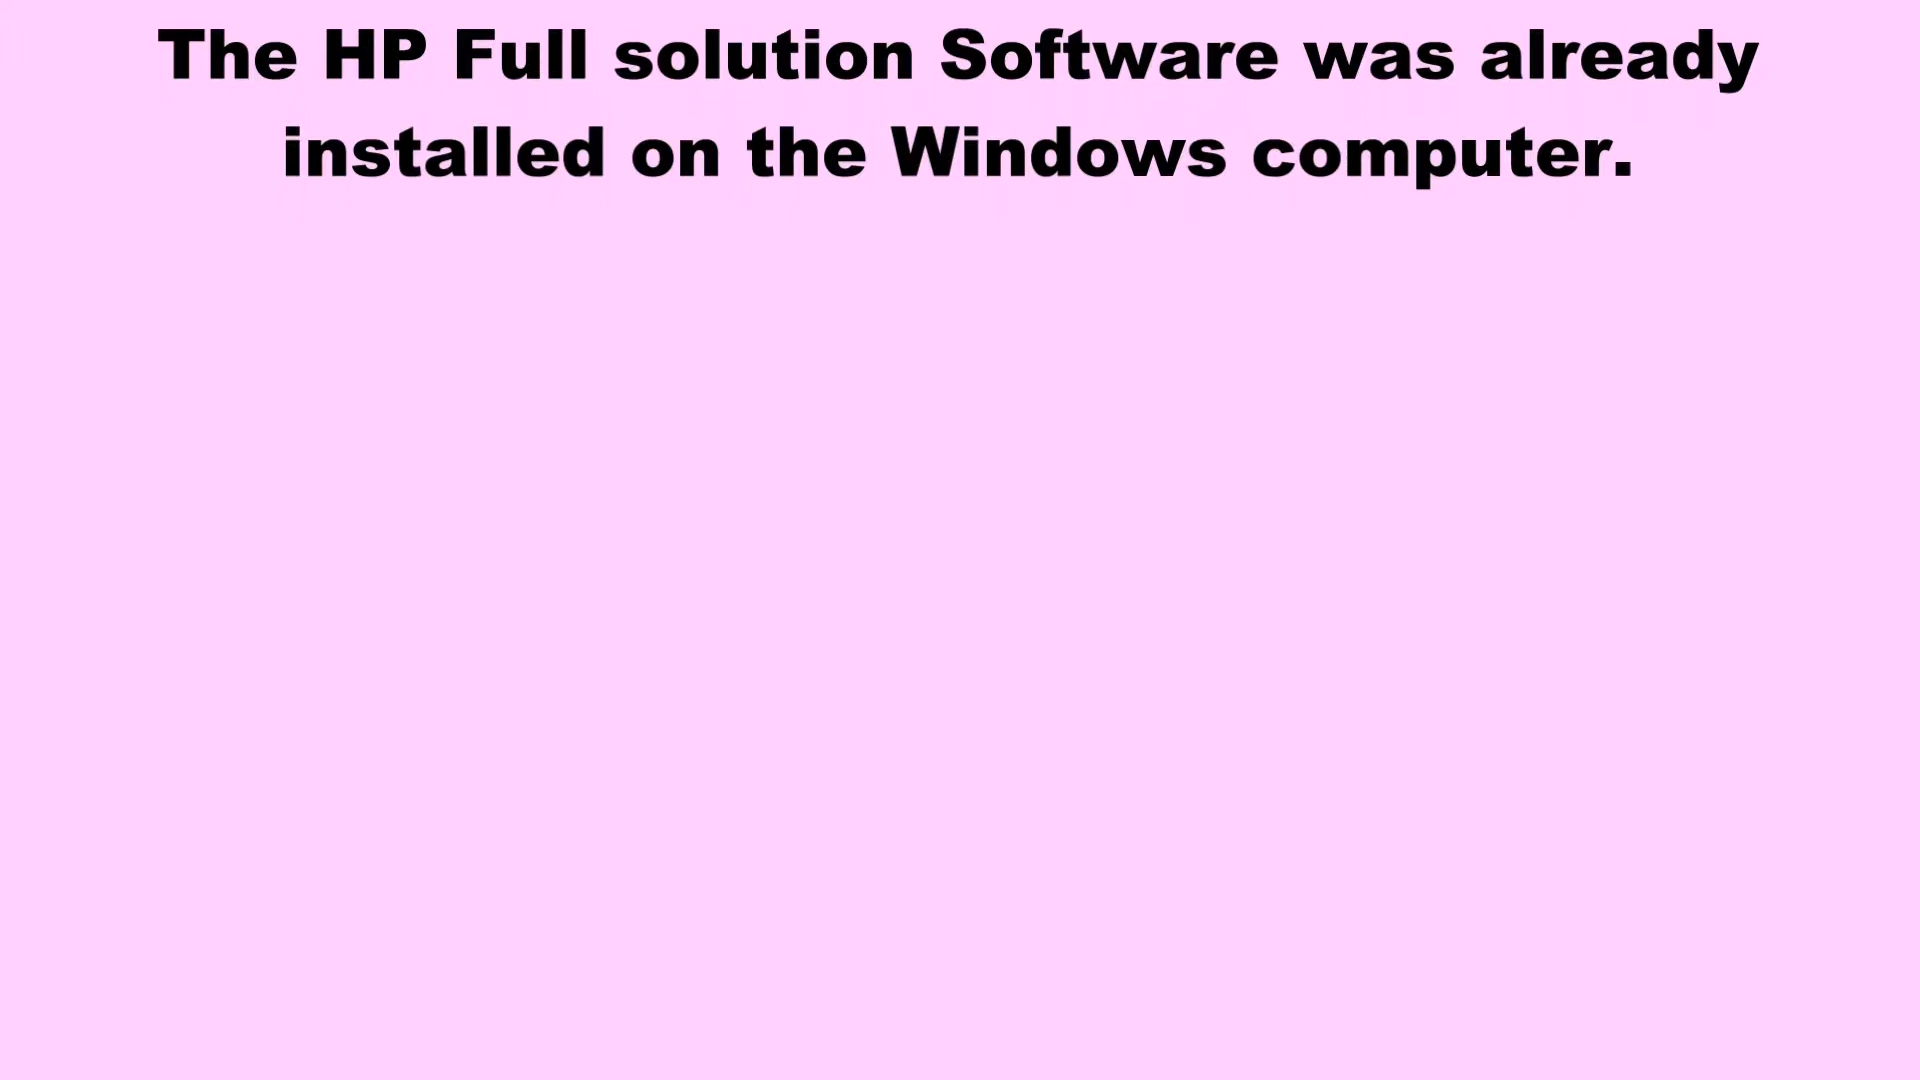 The HP Full solution Software was already
installed on the Windows computer.